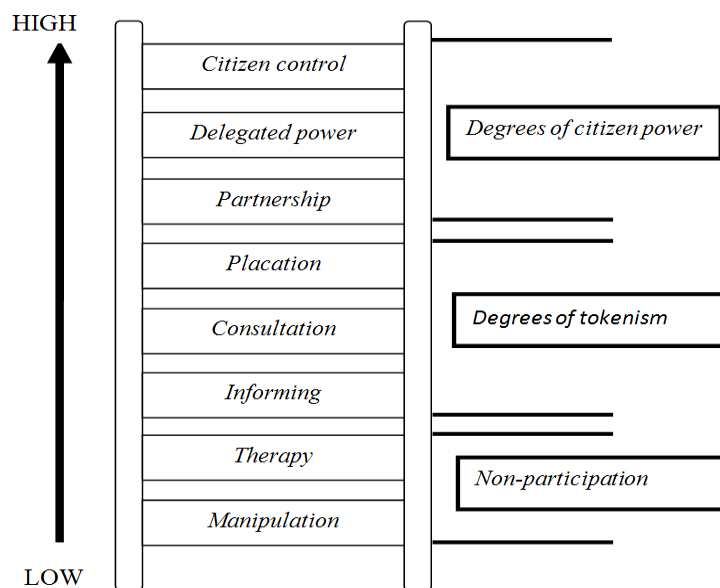 HIGH
Citizen control
Delegated power
Degrees of citizen power
Partnership
Placation
Consultation
Degrees of tokenism
Informing
Therapy
Non-participation
Manipulation
LOW